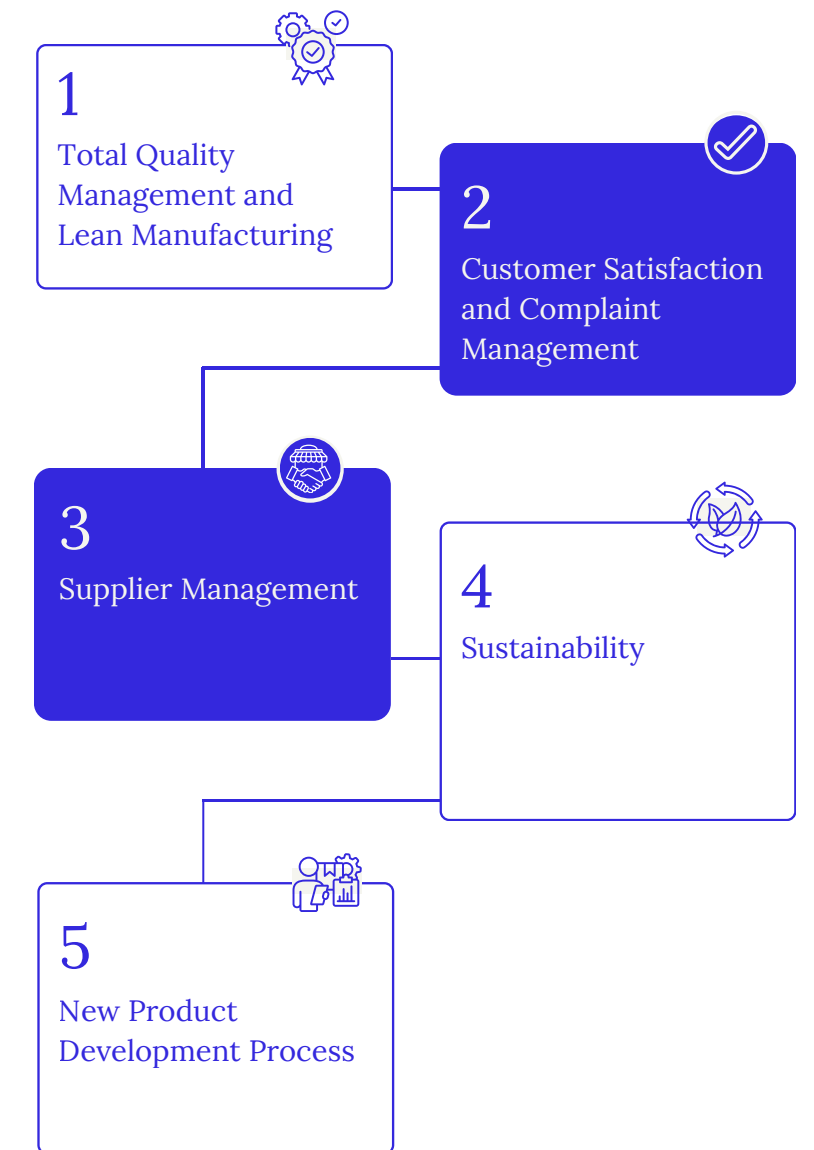 1
Total Quality
Management and
Lean Manufacturing
2
Customer Satisfaction
and Complaint
Management
3
Supplier Management
4
Sustainability
5
New Product
Development Process